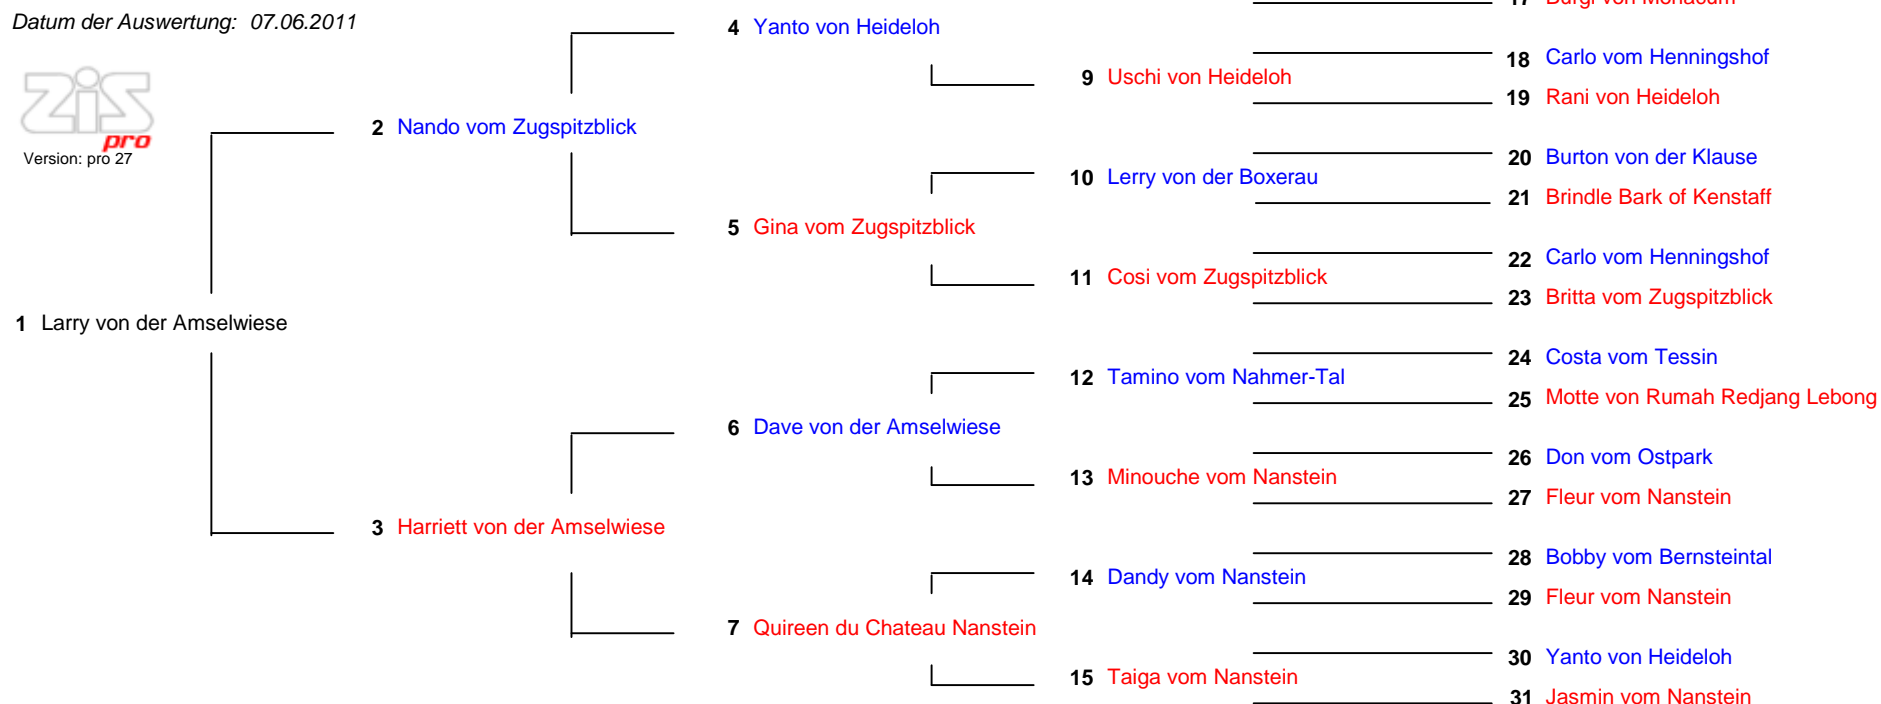 17 Burgi von Monacum
Datum der Auswertung: 07.06.2011
4 Yanto von Heideloh
18 Carlo vom Henningshof
9 Uschi von Heideloh
19 Rani von Heideloh
ZiS
pro
Version: pro 27
2 Nando vom Zugspitzblick
20 Burton von der Klause
10 Lerry von der Boxerau
21 Brindle Bark of Kenstaff
5 Gina vom Zugspitzblick
22 Carlo vom Henningshof
11 Cosi vom Zugspitzblick
23 Britta vom Zugspitzblick
1 Larry von der Amselwiese
24 Costa vom Tessin
12 Tamino vom Nahmer-Tal
25 Motte von Rumah Redjang Lebong
6 Dave von der Amselwiese
26 Don vom Ostpark
13 Minouche vom Nanstein
27 Fleur vom Nanstein
3 Harriett von der Amselwiese
28 Bobby vom Bernsteintal
14 Dandy vom Nanstein
29 Fleur vom Nanstein
7 Quireen du Chateau Nanstein
30 Yanto von Heideloh
15 Taiga vom Nanstein
31 Jasmin vom Nanstein